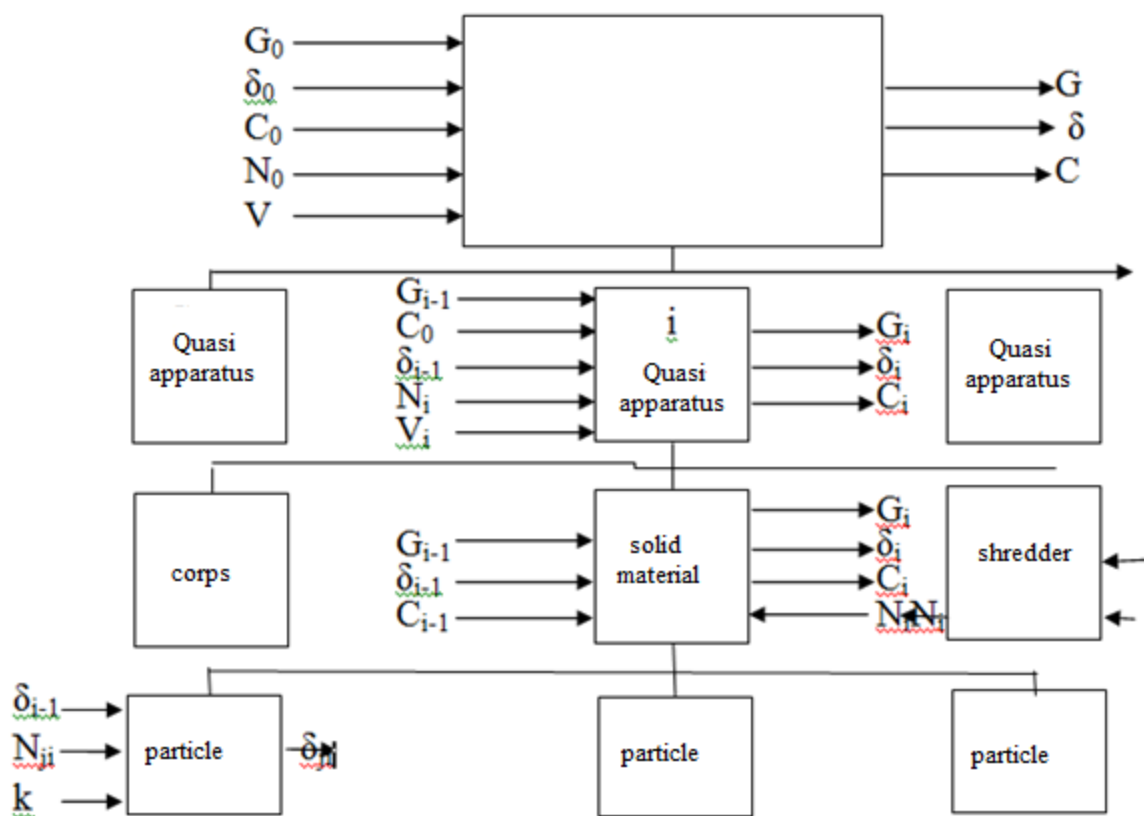 G₀
δ₀
C₀
N₀
V
G
δ
C
Quasi
apparatus
Gᵢ₋₁
C₀
δᵢ₋₁
Nᵢ
Vᵢ
i
Quasi
apparatus
Gᵢ
δᵢ
Cᵢ
Quasi
apparatus
corps
Gᵢ₋₁
δᵢ₋₁
Cᵢ₋₁
solid
material
Gᵢ
δᵢ
Cᵢ
NᵢNᵢ
shredder
δᵢ₋₁
Nⱼᵢ
k
particle
δⱼᵢ
particle
particle